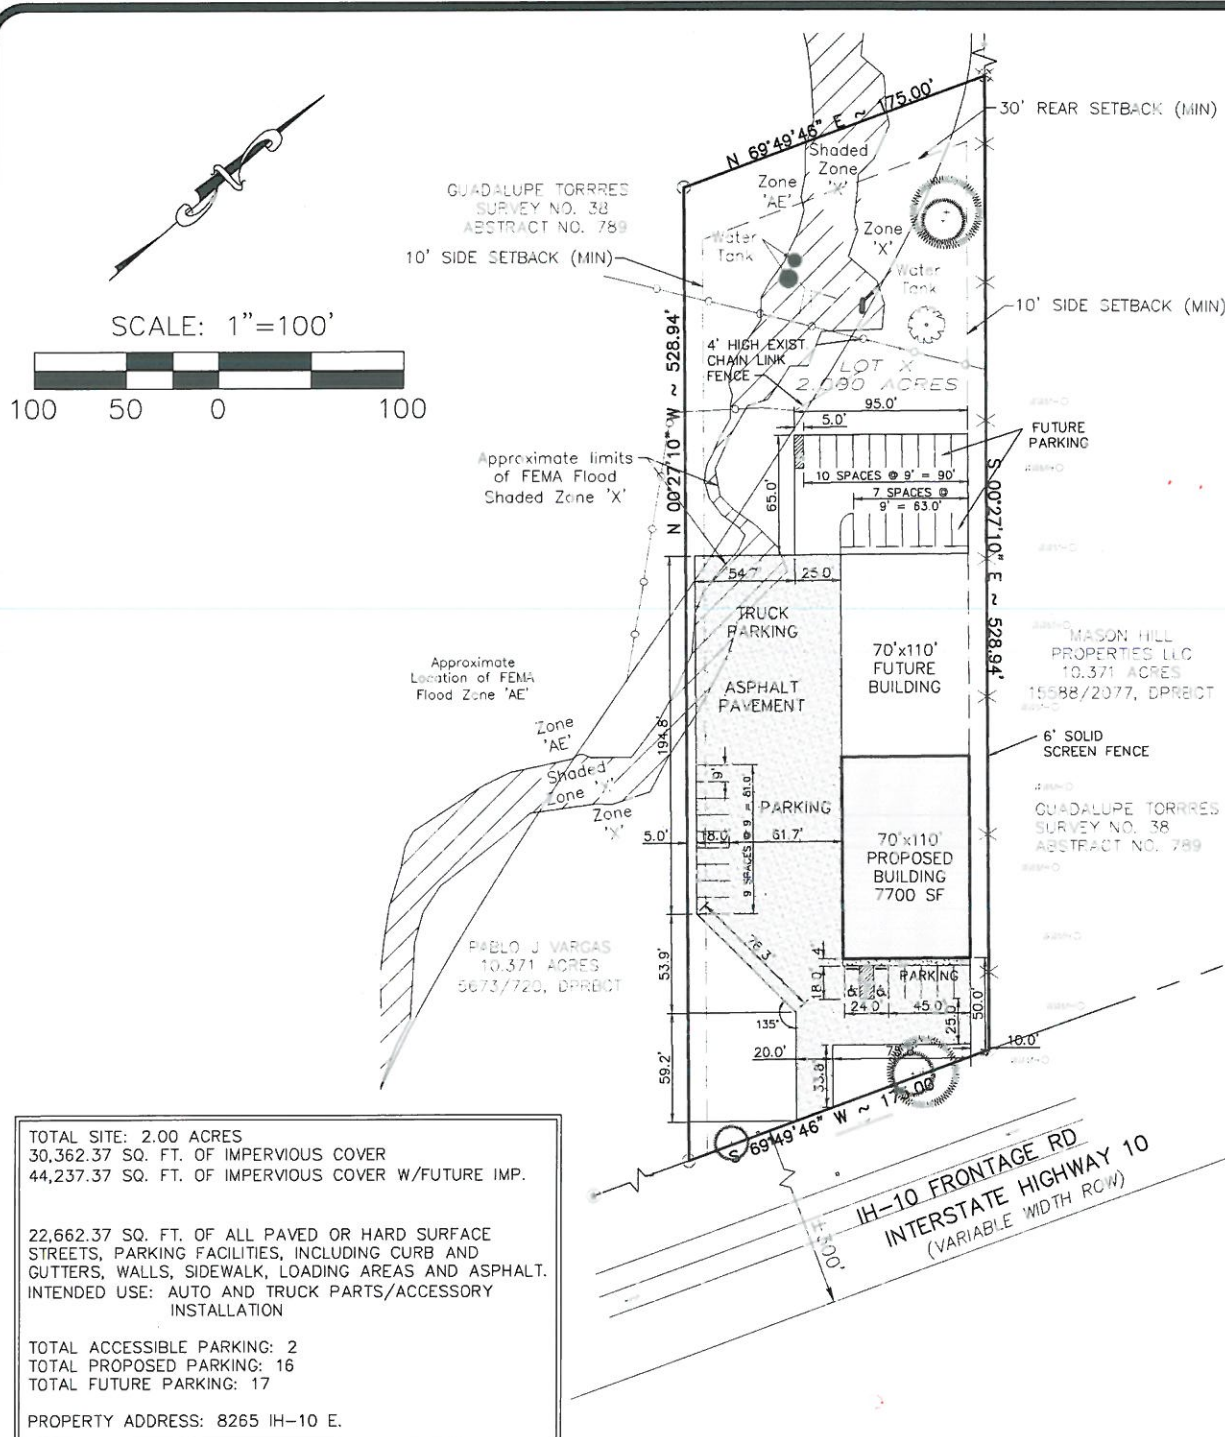 N 69°49'46" E ~ 175.00'
30' REAR SETBACK (MIN)
Shaded
Zone
'X'
Zone
'AE'
GUADALUPE TORRRES
SURVEY NO. 38
ABSTRACT NO. 789
10' SIDE SETBACK (MIN)
Water
Tank
Zone
'X'
Water
Tank
10' SIDE SETBACK (MIN)
N
SCALE: 1"=100'
100 50 0 100
N 00°27'10" W ~ 528.94'
4' HIGH EXIST.
CHAIN LINK
FENCE
LOT X
2.000 ACRES
95.0'
5.0'
FUTURE
PARKING
Approximate limits
of FEMA Flood
Shaded Zone 'X'
10 SPACES @ 9' = 90'
7 SPACES @
9' = 63.0'
65.0'
S 00°27'10" E ~ 528.94'
54.7'
25.0'
TRUCK
PARKING
ASPHALT
PAVEMENT
70'x110'
FUTURE
BUILDING
MASON HILL
PROPERTIES LLC
10.371 ACRES
15588/2077, DPRBCT
Approximate
Location of FEMA
Flood Zone 'AE'
Zone
'AE'
Shaded
Zone 'X'
Zone
'X'
194.8'
6' SOLID
SCREEN FENCE
9'
PARKING
5.0'
18.0'
61.7'
9 SPACES @ 9 = 81.0'
70'x110'
PROPOSED
BUILDING
7700 SF
GUADALUPE TORRRES
SURVEY NO. 38
ABSTRACT NO. 789
PABLO J VARGAS
10.371 ACRES
5673/720, DPRBCT
76.3'
53.9'
4'
18.0'
PARKING
24.0'
45.0'
25.0'
50.0'
135°
20.0'
10.0'
59.2'
33.8'
S 69°49'46" W ~ 175.00'
IH-10 FRONTAGE RD
INTERSTATE HIGHWAY 10
(VARIABLE WIDTH ROW)
±300'
TOTAL SITE: 2.00 ACRES
30,362.37 SQ. FT. OF IMPERVIOUS COVER
44,237.37 SQ. FT. OF IMPERVIOUS COVER W/FUTURE IMP.
22,662.37 SQ. FT. OF ALL PAVED OR HARD SURFACE
STREETS, PARKING FACILITIES, INCLUDING CURB AND
GUTTERS, WALLS, SIDEWALK, LOADING AREAS AND ASPHALT.
INTENDED USE: AUTO AND TRUCK PARTS/ACCESSORY
INSTALLATION
TOTAL ACCESSIBLE PARKING: 2
TOTAL PROPOSED PARKING: 16
TOTAL FUTURE PARKING: 17
PROPERTY ADDRESS: 8265 IH-10 E.